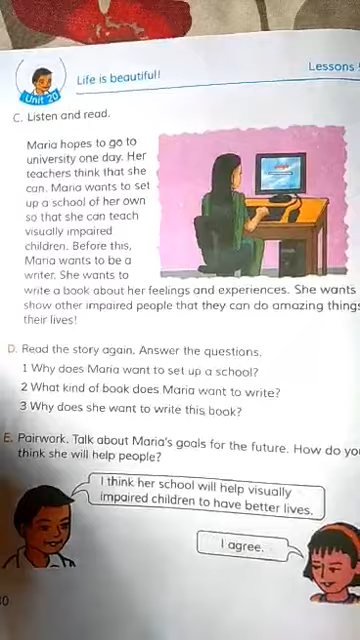 Life is beautiful!
Lessons
Unit 20
C. Listen and read.
Maria hopes to go to
university one day. Her
teachers think that she
can. Maria wants to set
up a school of her own
so that she can teach
visually impaired
children. Before this,
Maria wants to be a
writer. She wants to
write a book about her feelings and experiences. She wants
show other impaired people that they can do amazing things
their lives!
D. Read the story again. Answer the questions.
1 Why does Maria want to set up a school?
2 What kind of book does Maria want to write?
3 Why does she want to write this book?
E. Pairwork. Talk about Maria's goals for the future. How do yo
think she will help people?
I think her school will help visually
impaired children to have better lives.
I agree.